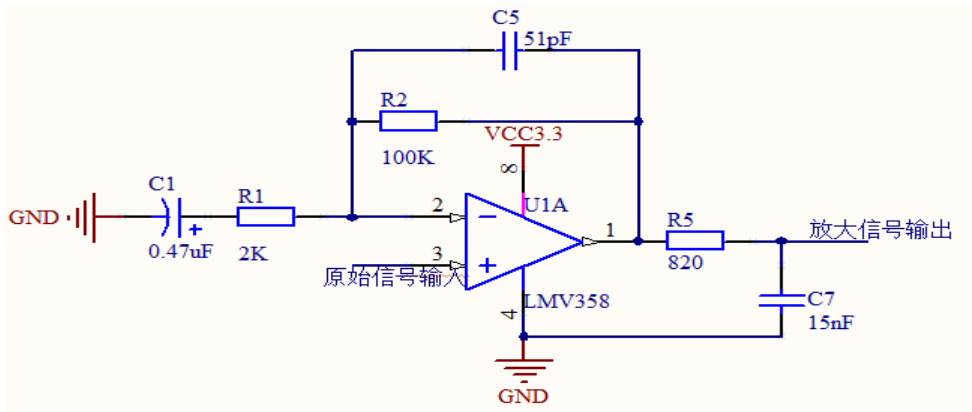 C5
51pF
R2
VCC3.3
100K
8
C1
R1
2
U1A
GND
+
−
1
R5
放大信号输出
0.47uF
2K
3
+
820
原始信号输入
LMV358
C7
4
15nF
GND